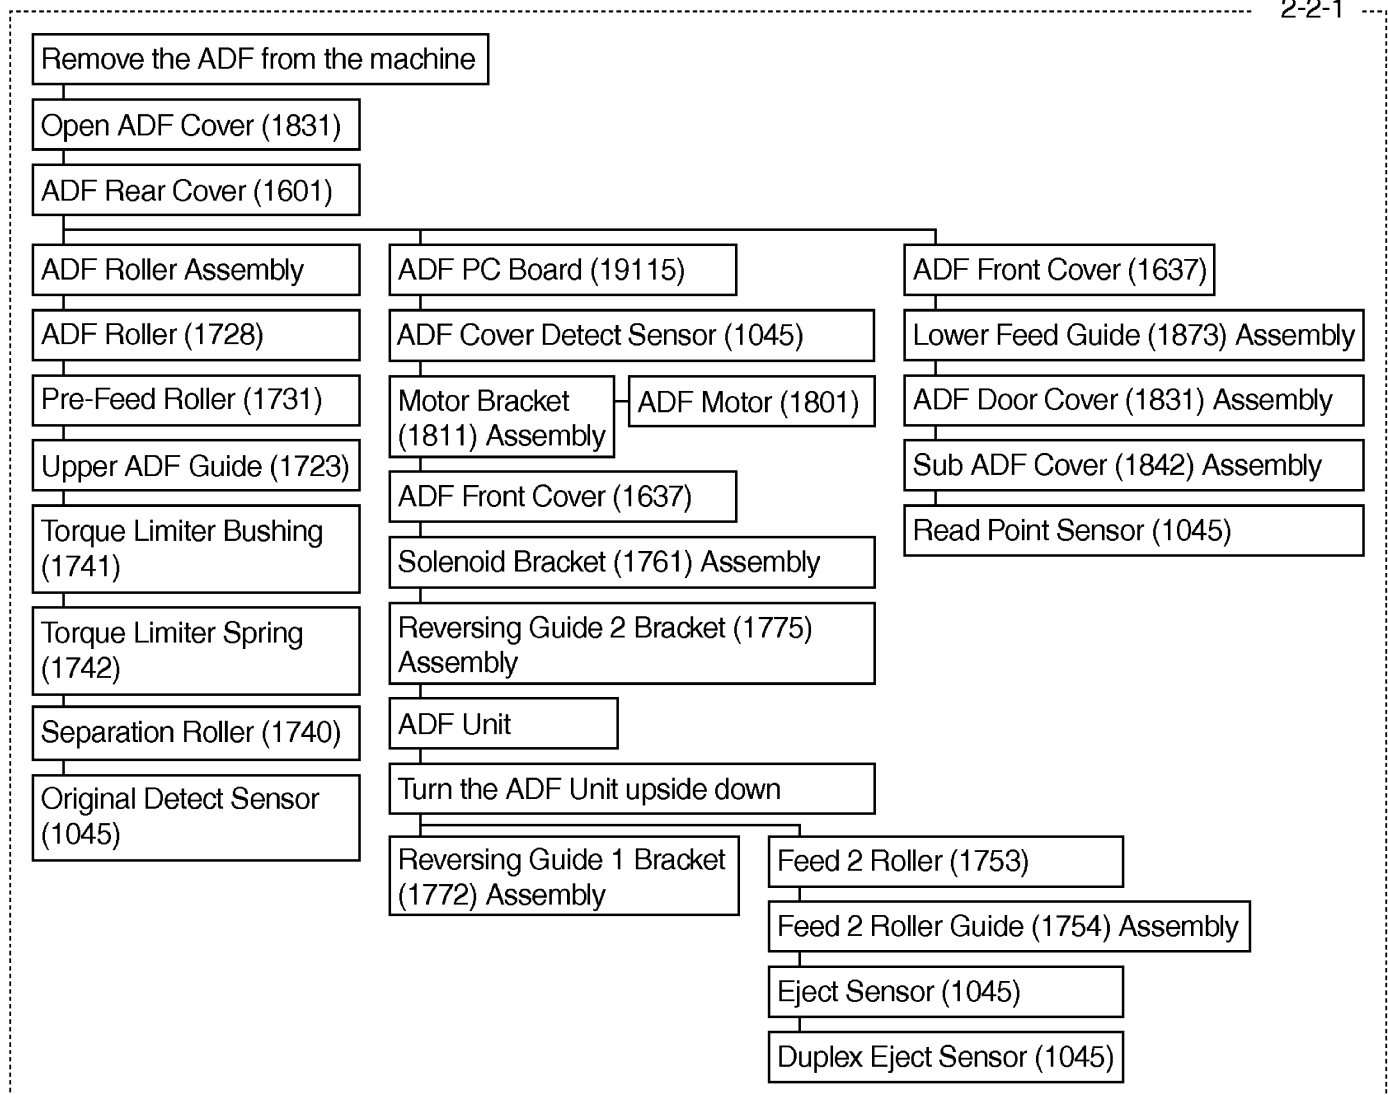 2-2-1
Remove the ADF from the machine
Open ADF Cover (1831)
ADF Rear Cover (1601)
ADF Roller Assembly
ADF Roller (1728)
Pre-Feed Roller (1731)
Upper ADF Guide (1723)
Torque Limiter Bushing
(1741)
Torque Limiter Spring
(1742)
Separation Roller (1740)
Original Detect Sensor
(1045)
ADF PC Board (19115)
ADF Cover Detect Sensor (1045)
Motor Bracket
(1811) Assembly
ADF Motor (1801)
ADF Front Cover (1637)
Solenoid Bracket (1761) Assembly
Reversing Guide 2 Bracket (1775)
Assembly
ADF Unit
Turn the ADF Unit upside down
Reversing Guide 1 Bracket
(1772) Assembly
Feed 2 Roller (1753)
Feed 2 Roller Guide (1754) Assembly
Eject Sensor (1045)
Duplex Eject Sensor (1045)
ADF Front Cover (1637)
Lower Feed Guide (1873) Assembly
ADF Door Cover (1831) Assembly
Sub ADF Cover (1842) Assembly
Read Point Sensor (1045)